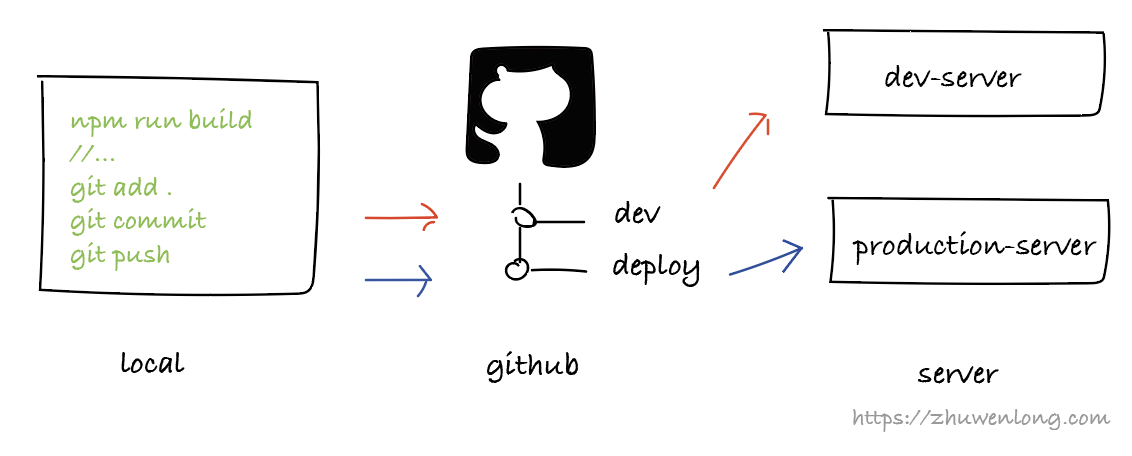 npm run build
//...
git add .
git commit
git push
local
dev
deploy
github
dev-server
production-server
server
https://zhuwenlong.com